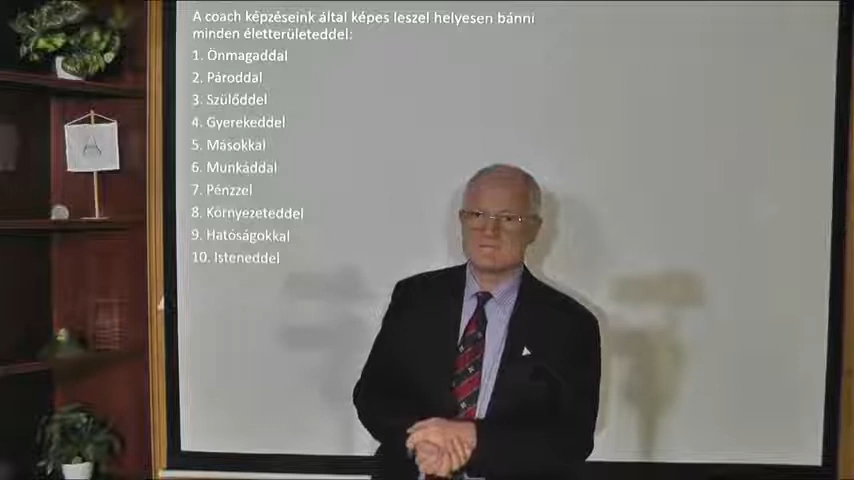 A coach képzéseink által képes leszel helyesen bánni
minden életterületeddel:
1. Önmagaddal
2. Pároddal
3. Szülőddel
4. Gyerekeddel
5. Másokkal
6. Munkáddal
7. Pénzzel
8. Környezeteddel
9. Hatóságokkal
10. Isteneddel